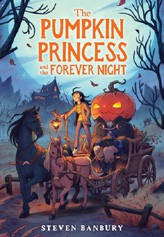 The
PUMPKIN
PRINCESS
and the
FOREVER NIGHT
STEVEN BANBURY